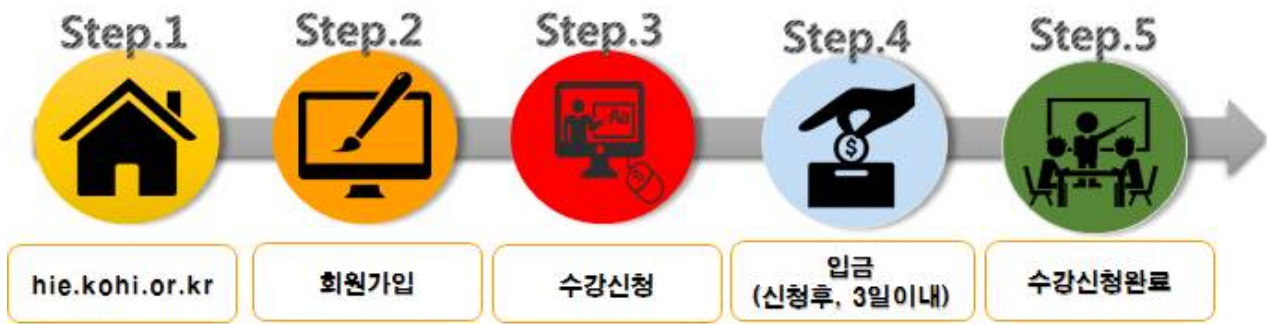 Step.1
Step.2
Step.3
Step.4
Step.5
Aa
$
hie.kohi.or.kr
회원가입
수강신청
입금
(신청후, 3일이내)
수강신청완료